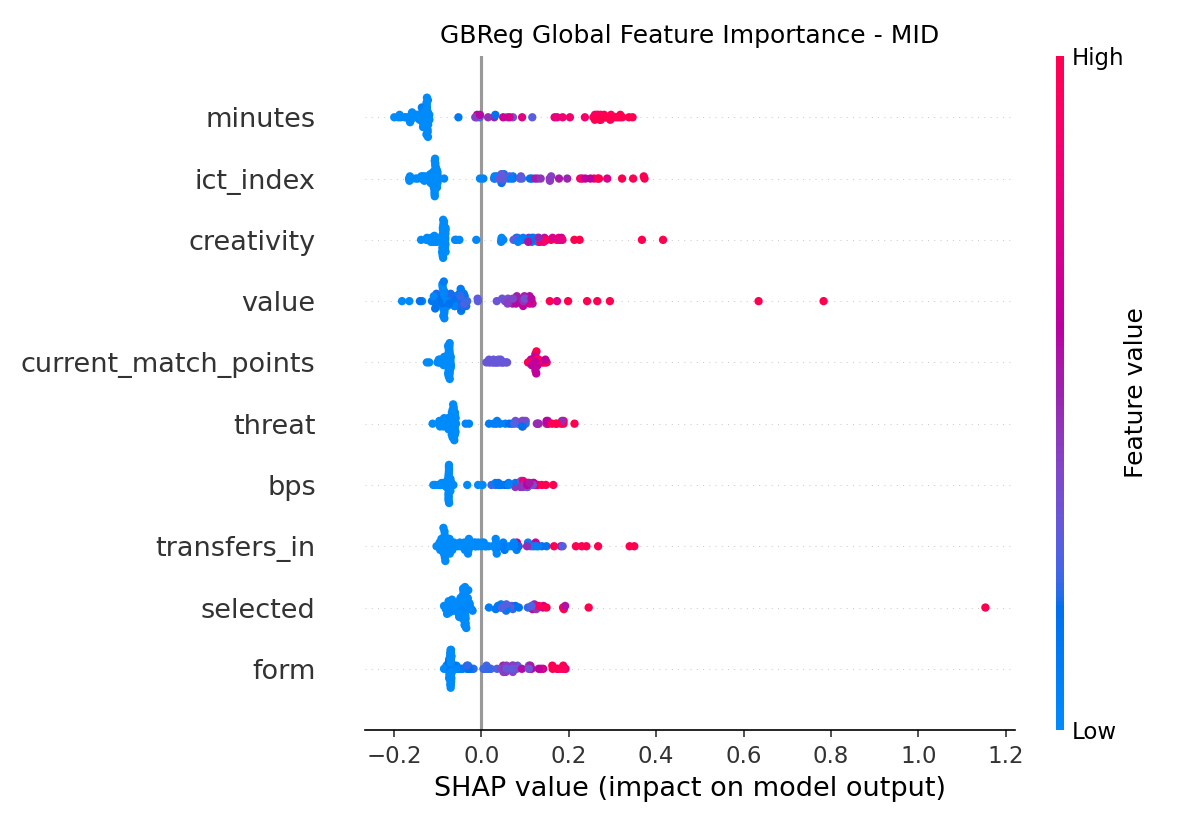 GBReg Global Feature Importance - MID
High
minutes
ict_index
creativity
value
current_match_points
threat
bps
transfers_in
selected
form
Feature value
Low
−0.2 0.0 0.2 0.4 0.6 0.8 1.0 1.2
SHAP value (impact on model output)